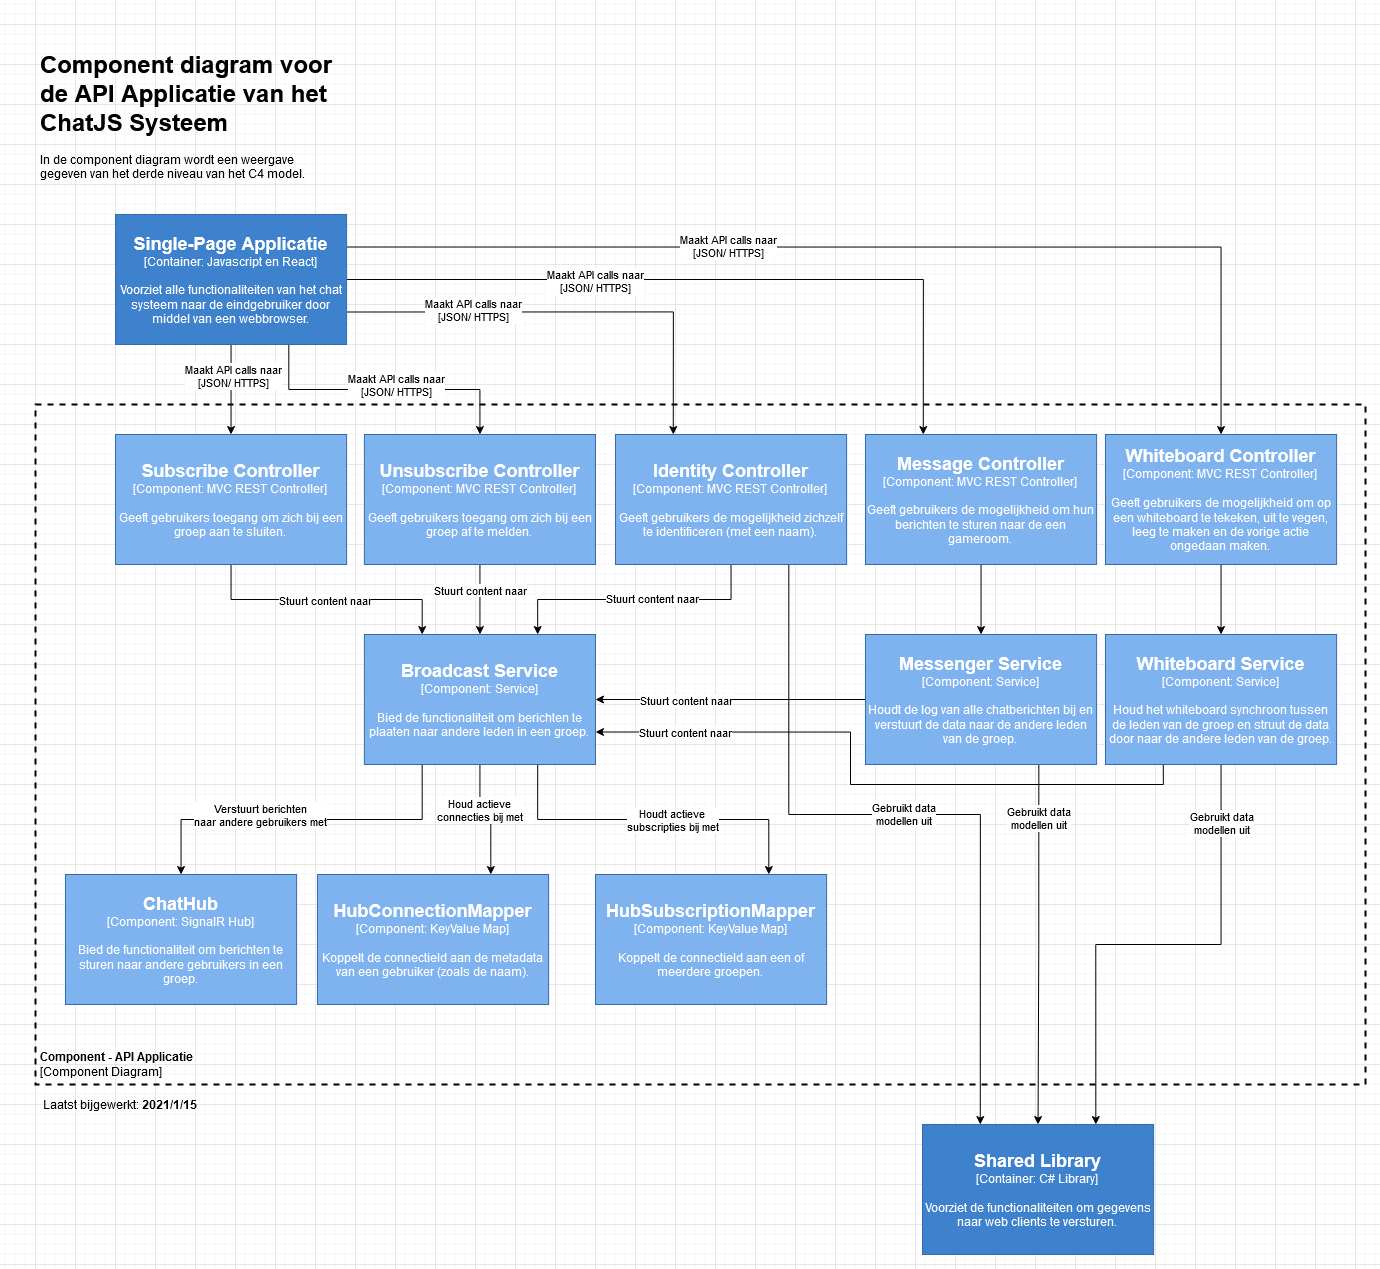 Component diagram voor
de API Applicatie van het
ChatJS Systeem
In de component diagram wordt een weergave
gegeven van het derde niveau van het C4 model.
Single-Page Applicatie
[Container: Javascript en React]
Voorziet alle functionaliteiten van het chat
systeem naar de eindgebruiker door
middel van een webbrowser.
Maakt API calls naar
[JSON/ HTTPS]
Maakt API calls naar
[JSON/ HTTPS]
Maakt API calls naar
[JSON/ HTTPS]
Maakt API calls naar
[JSON/ HTTPS]
Maakt API calls naar
[JSON/ HTTPS]
Subscribe Controller
[Component: MVC REST Controller]
Geeft gebruikers toegang om zich bij een
groep aan te sluiten.
Unsubscribe Controller
[Component: MVC REST Controller]
Geeft gebruikers toegang om zich bij een
groep af te melden.
Identity Controller
[Component: MVC REST Controller]
Geeft gebruikers de mogelijkheid zichzelf
te identificeren (met een naam).
Message Controller
[Component: MVC REST Controller]
Geeft gebruikers de mogelijkheid om hun
berichten te sturen naar de een
gameroom.
Whiteboard Controller
[Component: MVC REST Controller]
Geeft gebruikers de mogelijkheid om op
een whiteboard te tekeken, uit te vegen,
leeg te maken en de vorige actie
ongedaan maken.
Stuurt content naar
Stuurt content naar
Stuurt content naar
Broadcast Service
[Component: Service]
Bied de functionaliteit om berichten te
plaaten naar andere leden in een groep.
Stuurt content naar
Stuurt content naar
Messenger Service
[Component: Service]
Houdt de log van alle chatberichten bij en
verstuurt de data naar de andere leden
van de groep.
Whiteboard Service
[Component: Service]
Houd het whiteboard synchroon tussen
de leden van de groep en struut de data
door naar de andere leden van de groep.
Verstuurt berichten
naar andere gebruikers met
Houd actieve
connecties bij met
Houdt actieve
subscripties bij met
Gebruikt data
modellen uit
Gebruikt data
modellen uit
Gebruikt data
modellen uit
ChatHub
[Component: SignalR Hub]
Bied de functionaliteit om berichten te
sturen naar andere gebruikers in een
groep.
HubConnectionMapper
[Component: KeyValue Map]
Koppelt de connectieId aan de metadata
van een gebruiker (zoals de naam).
HubSubscriptionMapper
[Component: KeyValue Map]
Koppelt de connectieId aan een of
meerdere groepen.
Component - API Applicatie
[Component Diagram]
Laatst bijgewerkt: 2021/1/15
Shared Library
[Container: C# Library]
Voorziet de functionaliteiten om gegevens
naar web clients te versturen.